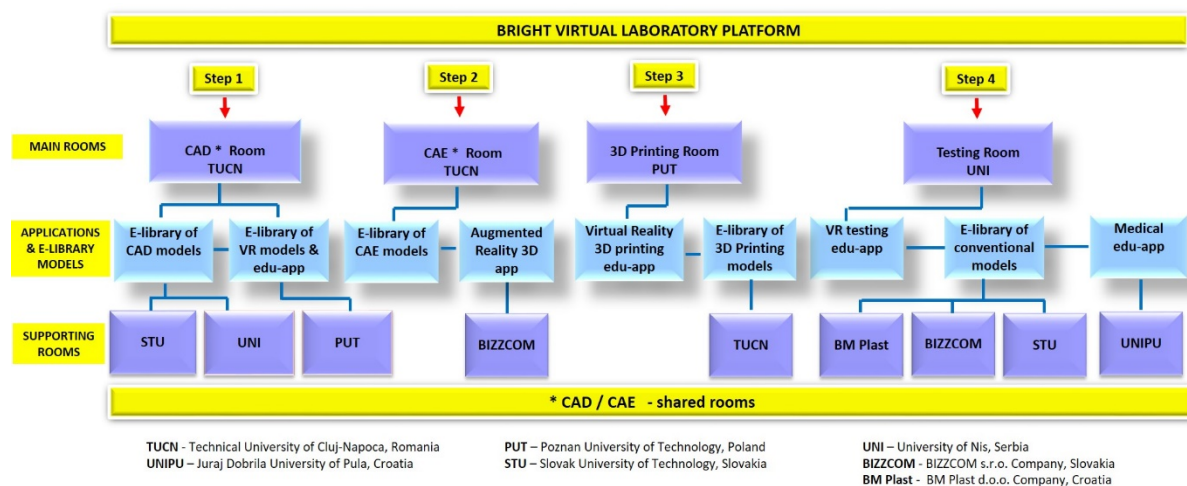 BRIGHT VIRTUAL LABORATORY PLATFORM
Step 1
Step 2
Step 3
Step 4
MAIN ROOMS
CAD * Room
TUCN
CAE * Room
TUCN
3D Printing Room
PUT
Testing Room
UNI
APPLICATIONS
& E-LIBRARY
MODELS
E-library of
CAD models
E-library of
VR models &
edu-app
E-library of
CAE models
Augmented
Reality 3D
app
Virtual Reality
3D printing
edu-app
E-library of
3D Printing
models
VR testing
edu-app
E-library of
conventional
models
Medical
edu-app
SUPPORTING
ROOMS
STU
UNI
PUT
BIZZCOM
TUCN
BM Plast
BIZZCOM
STU
UNIPU
* CAD / CAE - shared rooms
TUCN - Technical University of Cluj-Napoca, Romania
UNIPU – Juraj Dobrila University of Pula, Croatia
PUT – Poznan University of Technology, Poland
STU – Slovak University of Technology, Slovakia
UNI – University of Nis, Serbia
BIZZCOM - BIZZCOM s.r.o. Company, Slovakia
BM Plast - BM Plast d.o.o. Company, Croatia